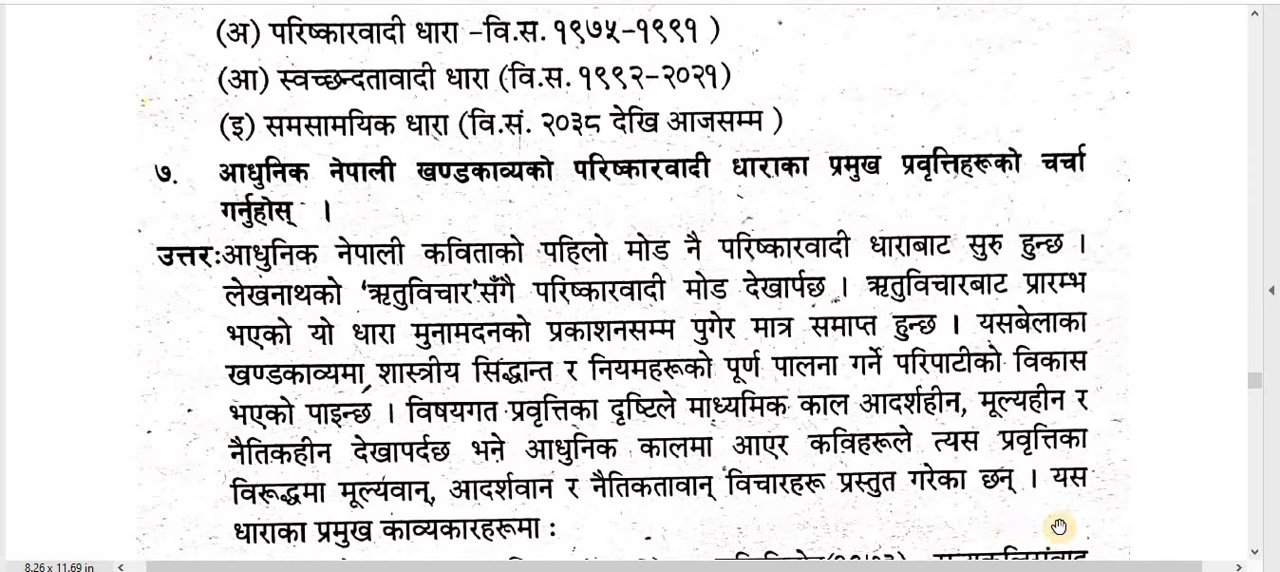 (अ) परिष्कारवादी धारा -वि.स. १९७५-१९९१ )
(आ) स्वच्छन्दतावादी धारा (वि.स. १९९२-२०२१)
(इ) समसामयिक धारा (वि.सं. २०३८ देखि आजसम्म )
७. आधुनिक नेपाली खण्डकाव्यको परिष्कारवादी धाराका प्रमुख प्रवृत्तिहरूको चर्चा
गर्नुहोस् ।
उत्तरः आधुनिक नेपाली कविताको पहिलो मोड नै परिष्कारवादी धाराबाट सुरु हुन्छ ।
लेखनाथको 'ऋतुविचार'सँगै परिष्कारवादी मोड देखार्पछ । ऋतुविचारबाट प्रारम्भ
भएको यो धारा मुनामदनको प्रकाशनसम्म पुगेर मात्र समाप्त हुन्छ । यसबेलाका
खण्डकाव्यमा शास्त्रीय सिद्धान्त र नियमहरूको पूर्ण पालना गर्ने परिपाटीको विकास
भएको पाइन्छ । विषयगत प्रवृत्तिका दृष्टिले माध्यमिक काल आदर्शहीन, मूल्यहीन र
नैतिकहीन देखापर्दछ भने आधुनिक कालमा आएर कविहरूले त्यस प्रवृत्तिका
विरूद्धमा मूल्यवान्, आदर्शवान र नैतिकतावान् विचारहरू प्रस्तुत गरेका छन् । यस
धाराका प्रमुख काव्यकारहरूमा :
8.26 x 11.69 in